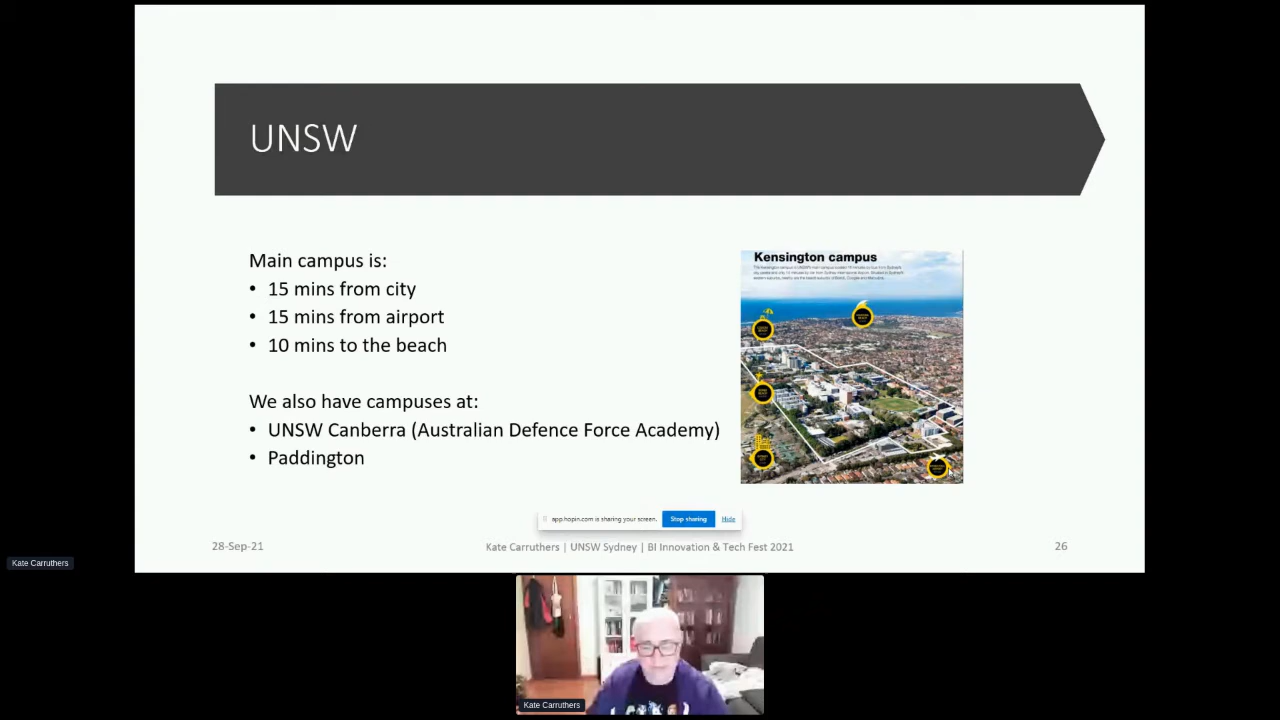 UNSW
Main campus is:
• 15 mins from city
• 15 mins from airport
• 10 mins to the beach
We also have campuses at:
• UNSW Canberra (Australian Defence Force Academy)
• Paddington
Kensington campus
app.hopin.com is sharing your screen. Stop sharing Hide
28-Sep-21 Kate Carruthers | UNSW Sydney | BI Innovation & Tech Fest 2021 26
Kate Carruthers
Kate Carruthers